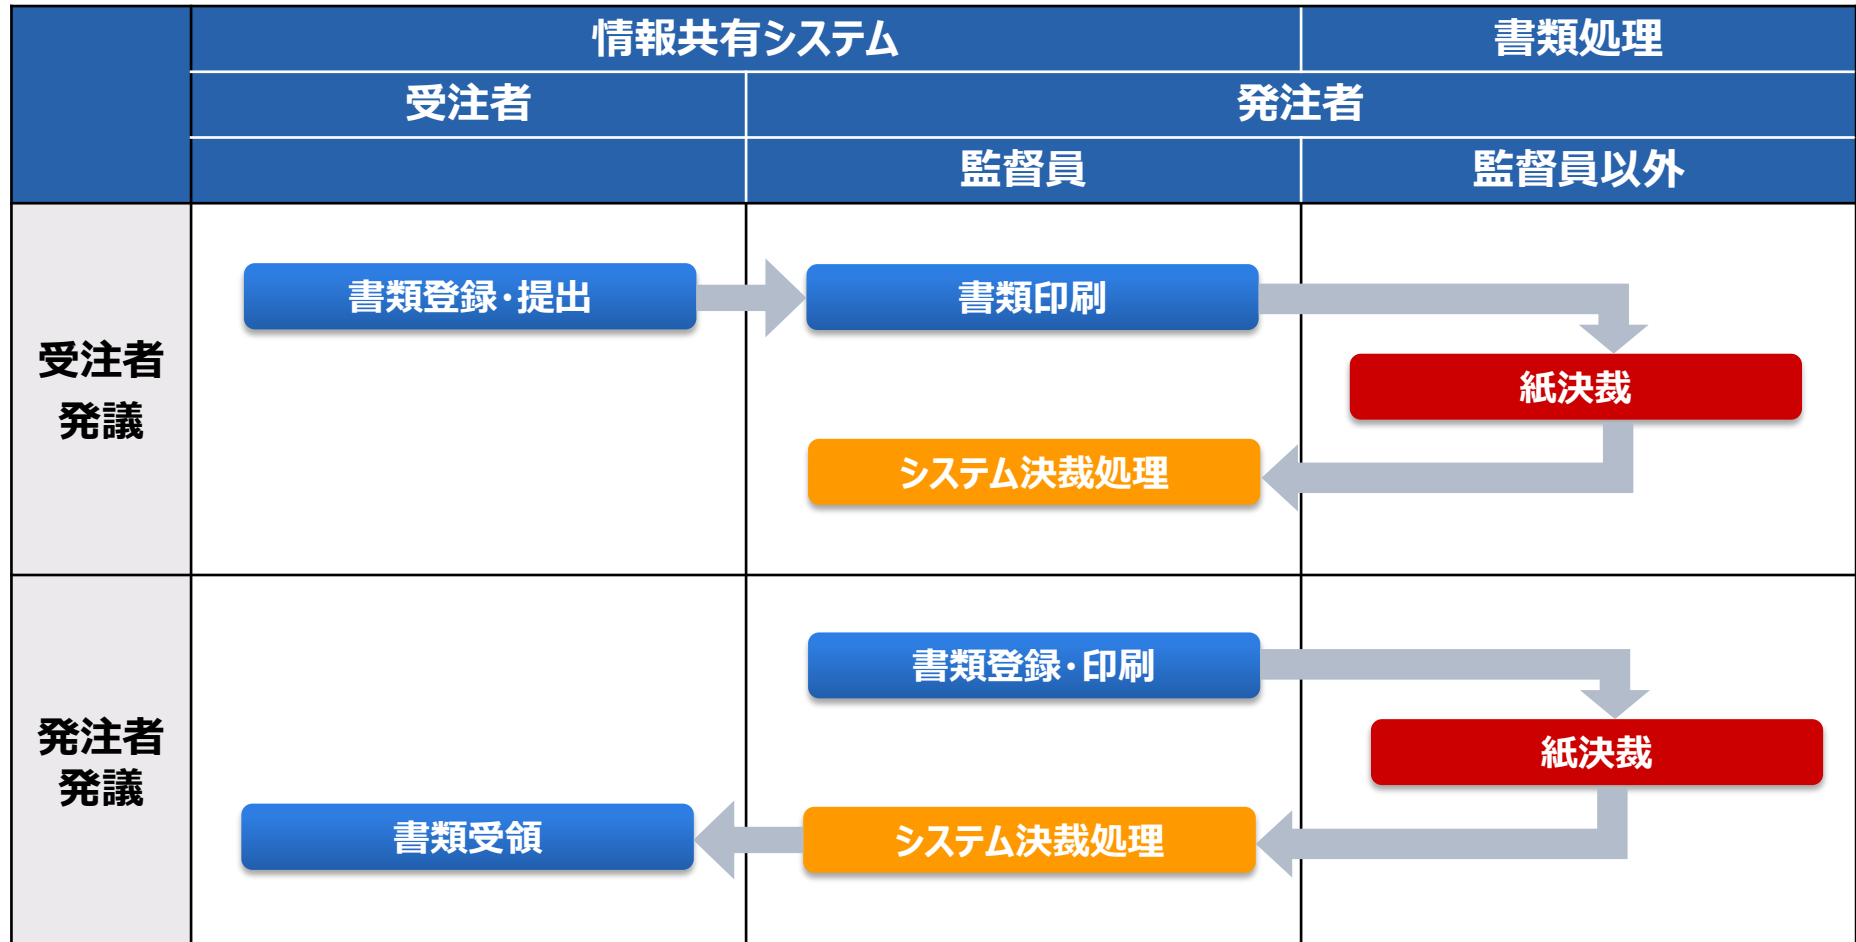 情報共有システム
書類処理
受注者
発注者
監督員
監督員以外
受注者
発議
書類登録・提出
書類印刷
紙決裁
システム決裁処理
発注者
発議
書類登録・印刷
紙決裁
システム決裁処理
書類受領